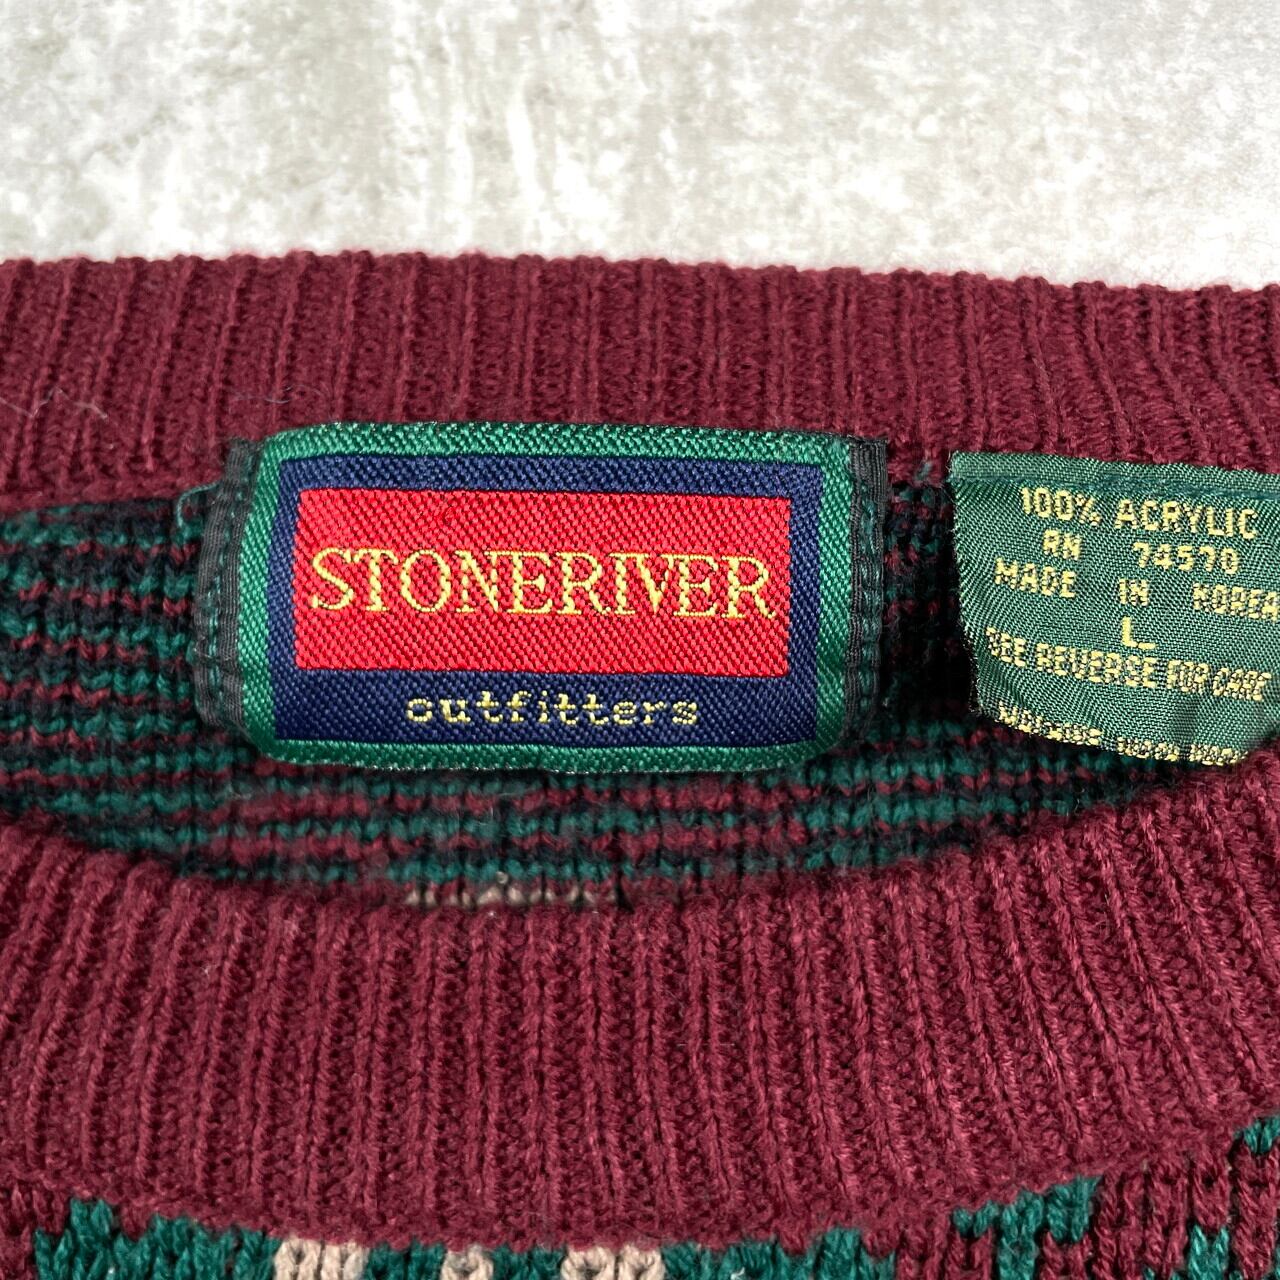 STONERIVER
outfitters
100% ACRYLIC
RN 74570
MADE IN KOREA
L
SEE REVERSE FOR CARE